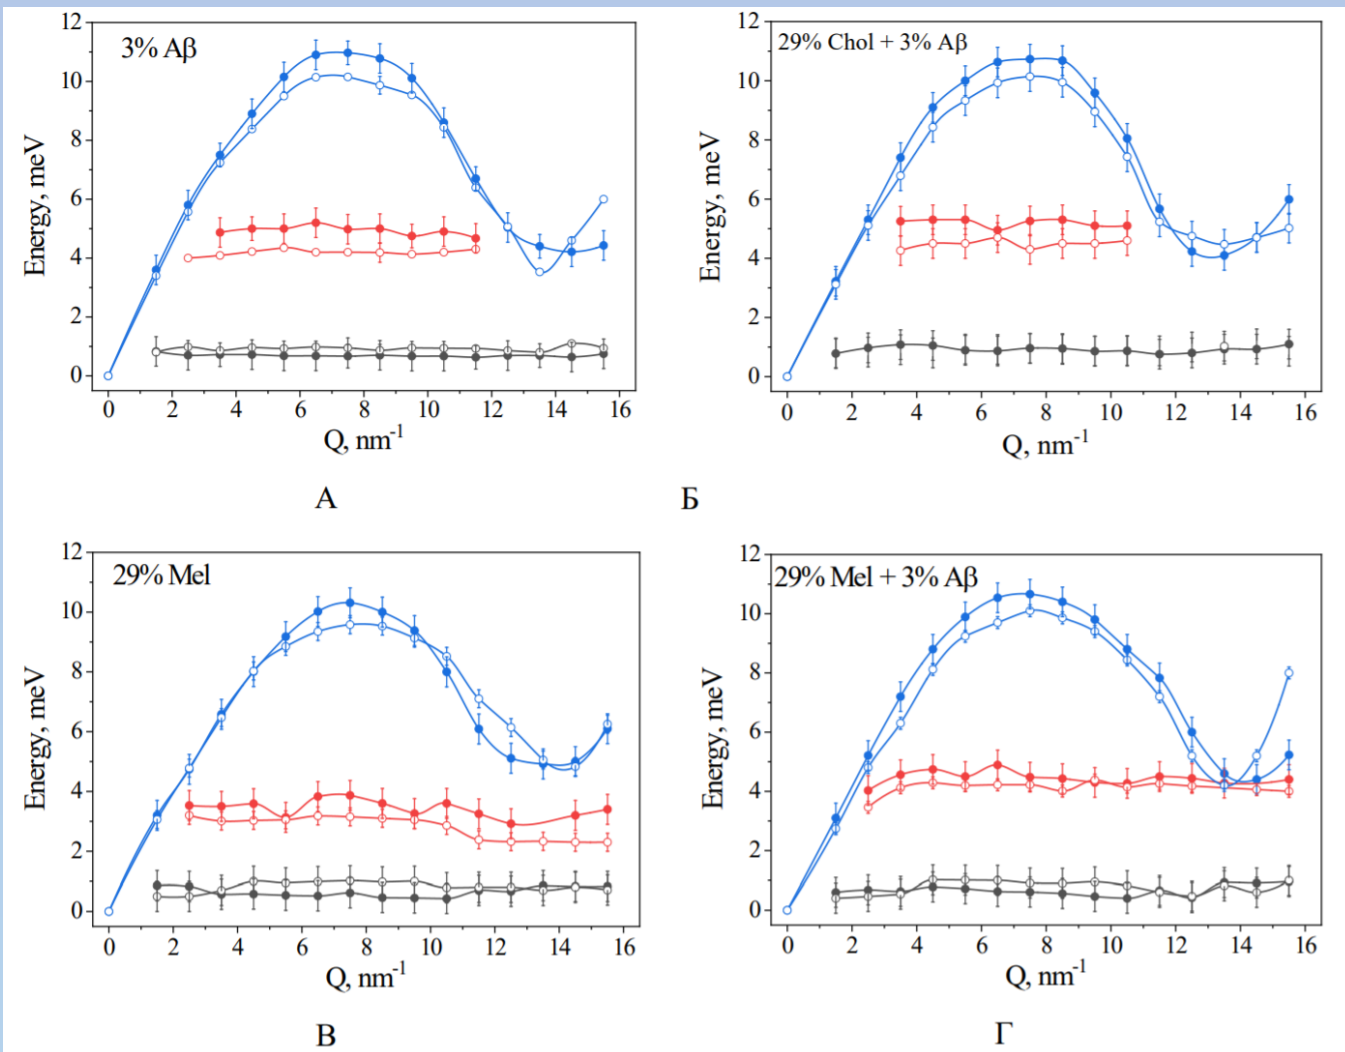 3% Aβ
12
10
8
6
4
2
0
Energy, meV
0 2 4 6 8 10 12 14 16
Q, nm⁻¹
А
29% Chol + 3% Aβ
12
10
8
6
4
2
0
Energy, meV
0 2 4 6 8 10 12 14 16
Q, nm⁻¹
Б
29% Mel
12
10
8
6
4
2
0
Energy, meV
0 2 4 6 8 10 12 14 16
Q, nm⁻¹
В
29% Mel + 3% Aβ
12
10
8
6
4
2
0
Energy, meV
0 2 4 6 8 10 12 14 16
Q, nm⁻¹
Г